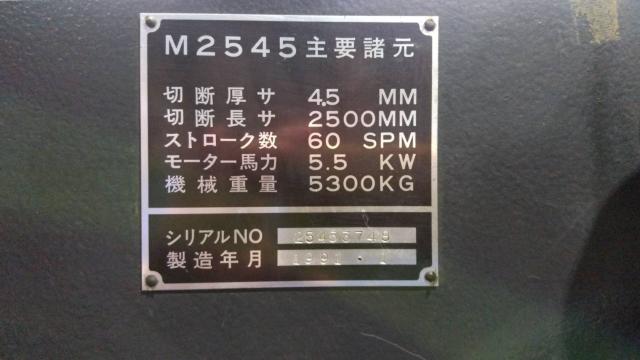 M2545主要諸元
切断厚サ 4.5 MM
切断長サ 2500MM
ストローク数 60 SPM
モーター馬力 5.5 KW
機械重量 5300KG
シリアルNO
製造年月 1991・1